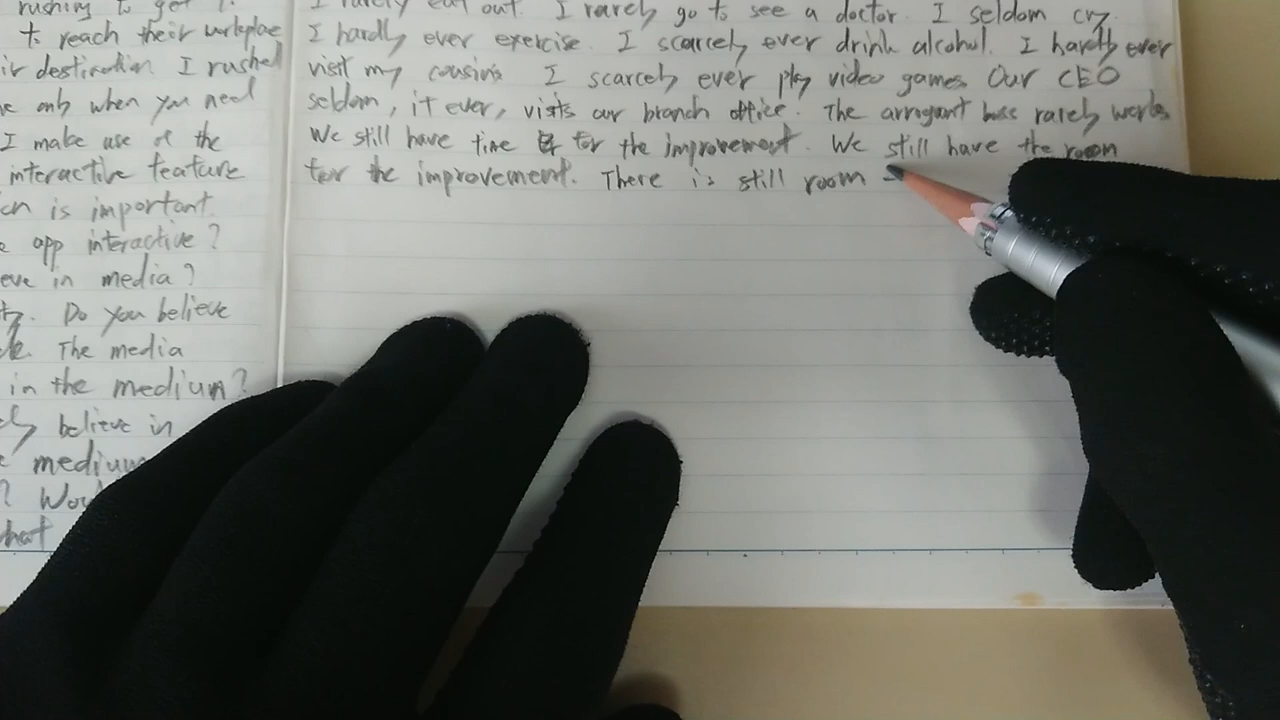 rushing to get
to reach their workplace
ir destination I rushed
only when you need
I make use of the
interactive feature
is important
app interactive?
eve in media?
Do you believe
The media
in the medium?
believe in
medium
? Wou
hat
I rarely eat out. I rarely go to see a doctor. I seldom cry.
I hardly ever exercise. I scarcely ever drink alcohol. I hardly ever
visit my cousins I scarcely ever play video games. Our CEO
seldom, it ever, visits our branch office. The arrogant boss rarely works
We still have time for the improvement. We still have the room
for the improvement. There is still room